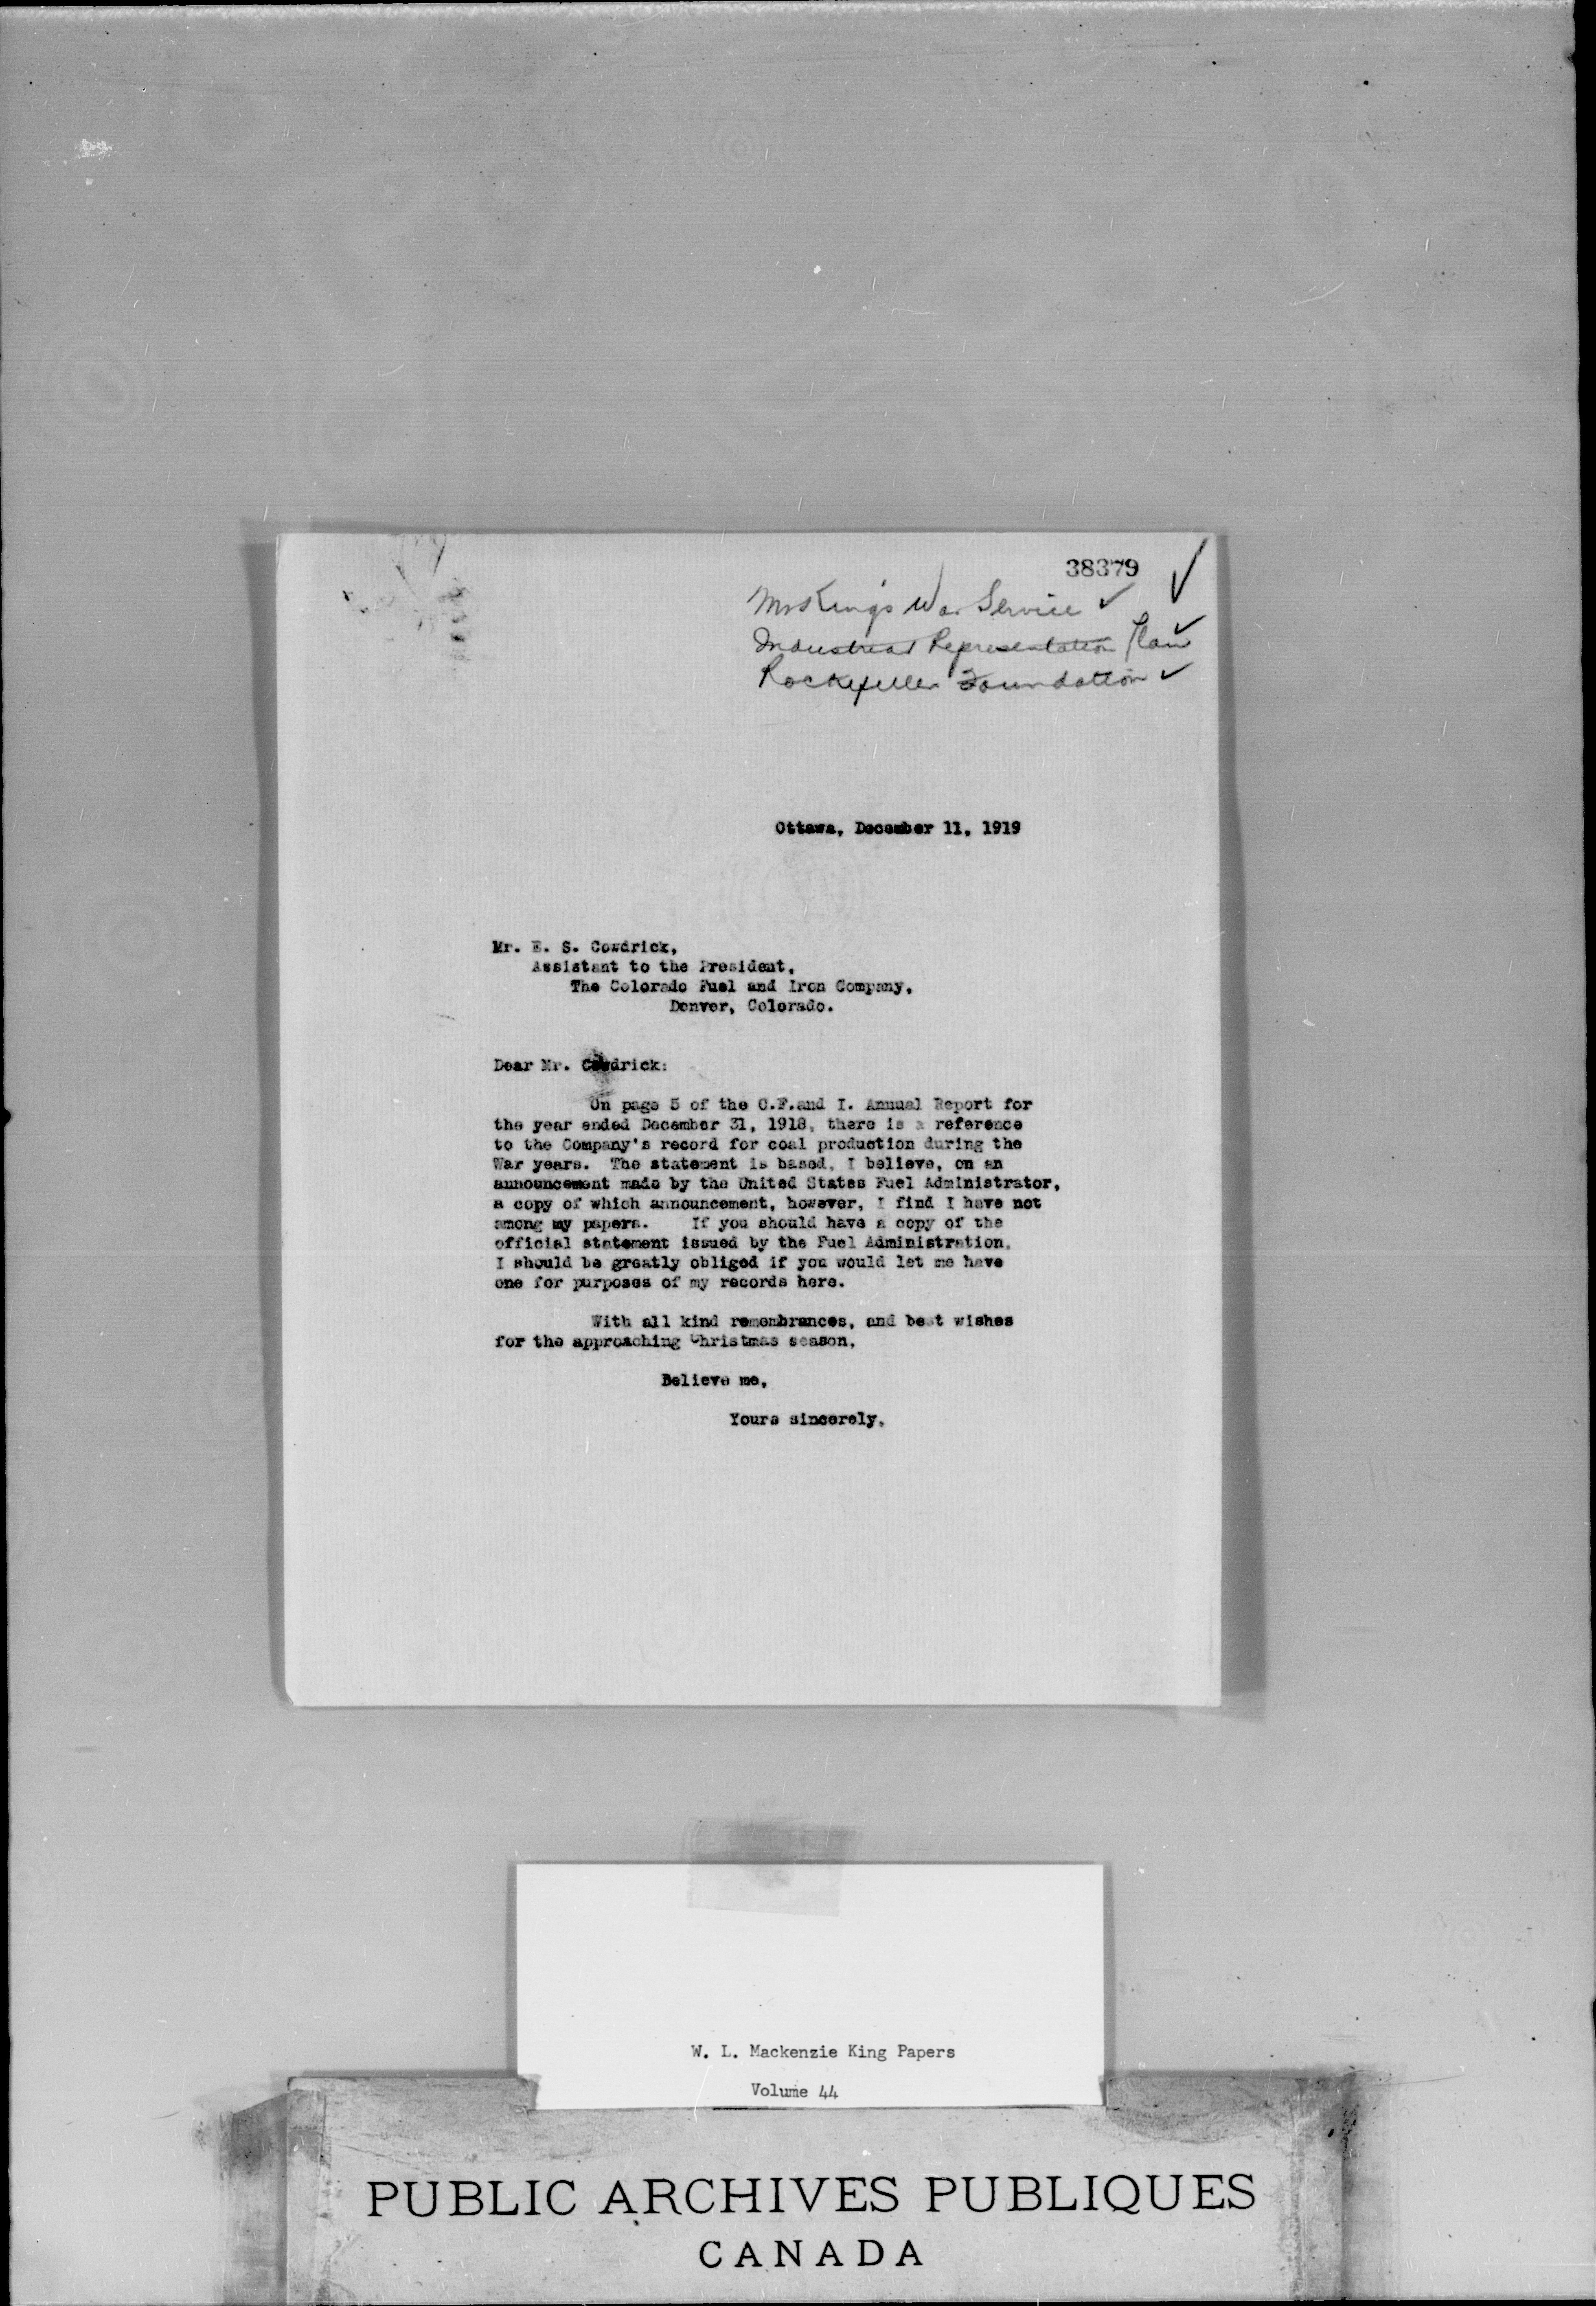 38379
Mr King's War Service ✓
Industrial Representation Plan ✓
Rockefeller Foundation ✓
Ottawa, December 11, 1919
Mr. E. S. Cowdrick,
Assistant to the President,
The Colorado Fuel and Iron Company,
Denver, Colorado.
Dear Mr. Cowdrick:
On page 5 of the C.F.and I. Annual Report for
the year ended December 31, 1918, there is a reference
to the Company's record for coal production during the
War years. The statement is based, I believe, on an
announcement made by the United States Fuel Administrator,
a copy of which announcement, however, I find I have not
among my papers. If you should have a copy of the
official statement issued by the Fuel Administration,
I should be greatly obliged if you would let me have
one for purposes of my records here.
With all kind remembrances, and best wishes
for the approaching Christmas season,
Believe me,
Yours sincerely,
W. L. Mackenzie King Papers
Volume 44
PUBLIC ARCHIVES PUBLIQUES
CANADA